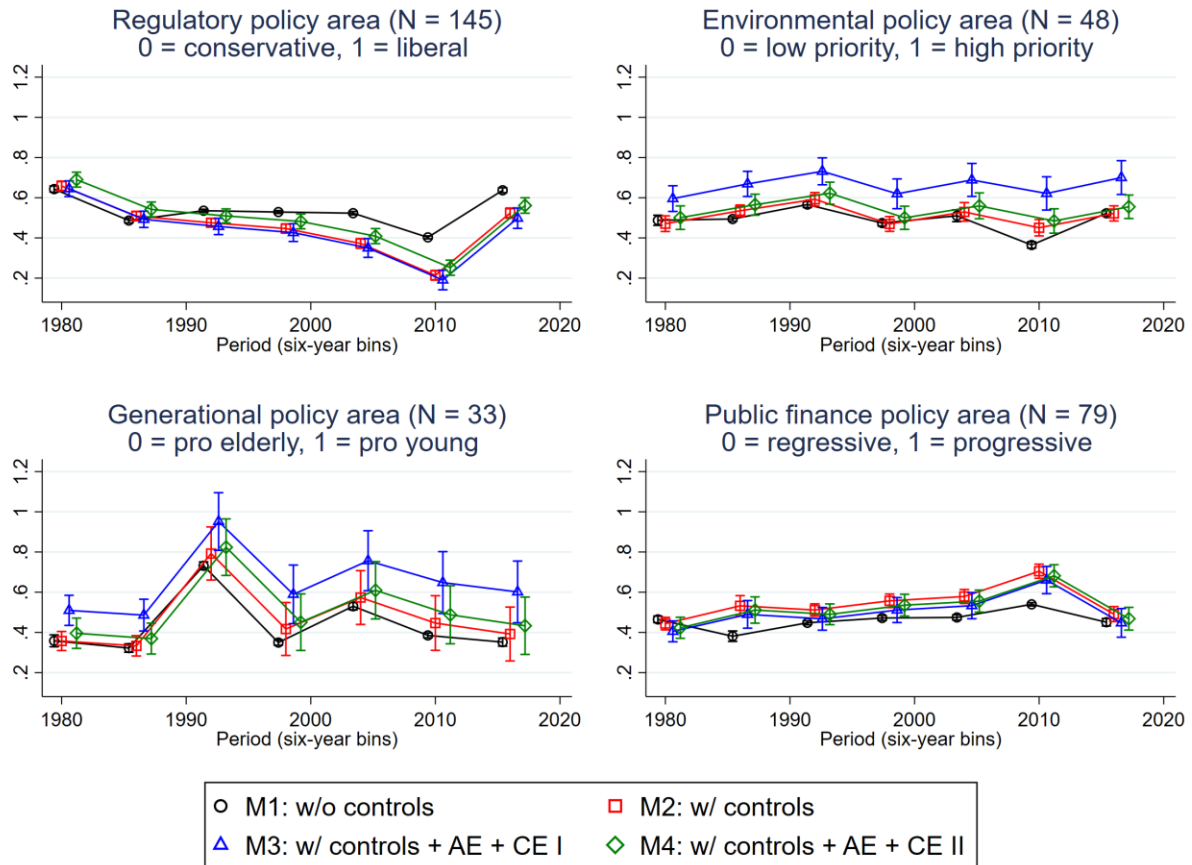 Regulatory policy area (N = 145)
0 = conservative, 1 = liberal
1.2
1
.8
.6
.4
.2
1980 1990 2000 2010 2020
Period (six-year bins)
Environmental policy area (N = 48)
0 = low priority, 1 = high priority
1.2
1
.8
.6
.4
.2
1980 1990 2000 2010 2020
Period (six-year bins)
Generational policy area (N = 33)
0 = pro elderly, 1 = pro young
1.2
1
.8
.6
.4
.2
1980 1990 2000 2010 2020
Period (six-year bins)
Public finance policy area (N = 79)
0 = regressive, 1 = progressive
1.2
1
.8
.6
.4
.2
1980 1990 2000 2010 2020
Period (six-year bins)
M1: w/o controls
M2: w/ controls
M3: w/ controls + AE + CE I
M4: w/ controls + AE + CE II